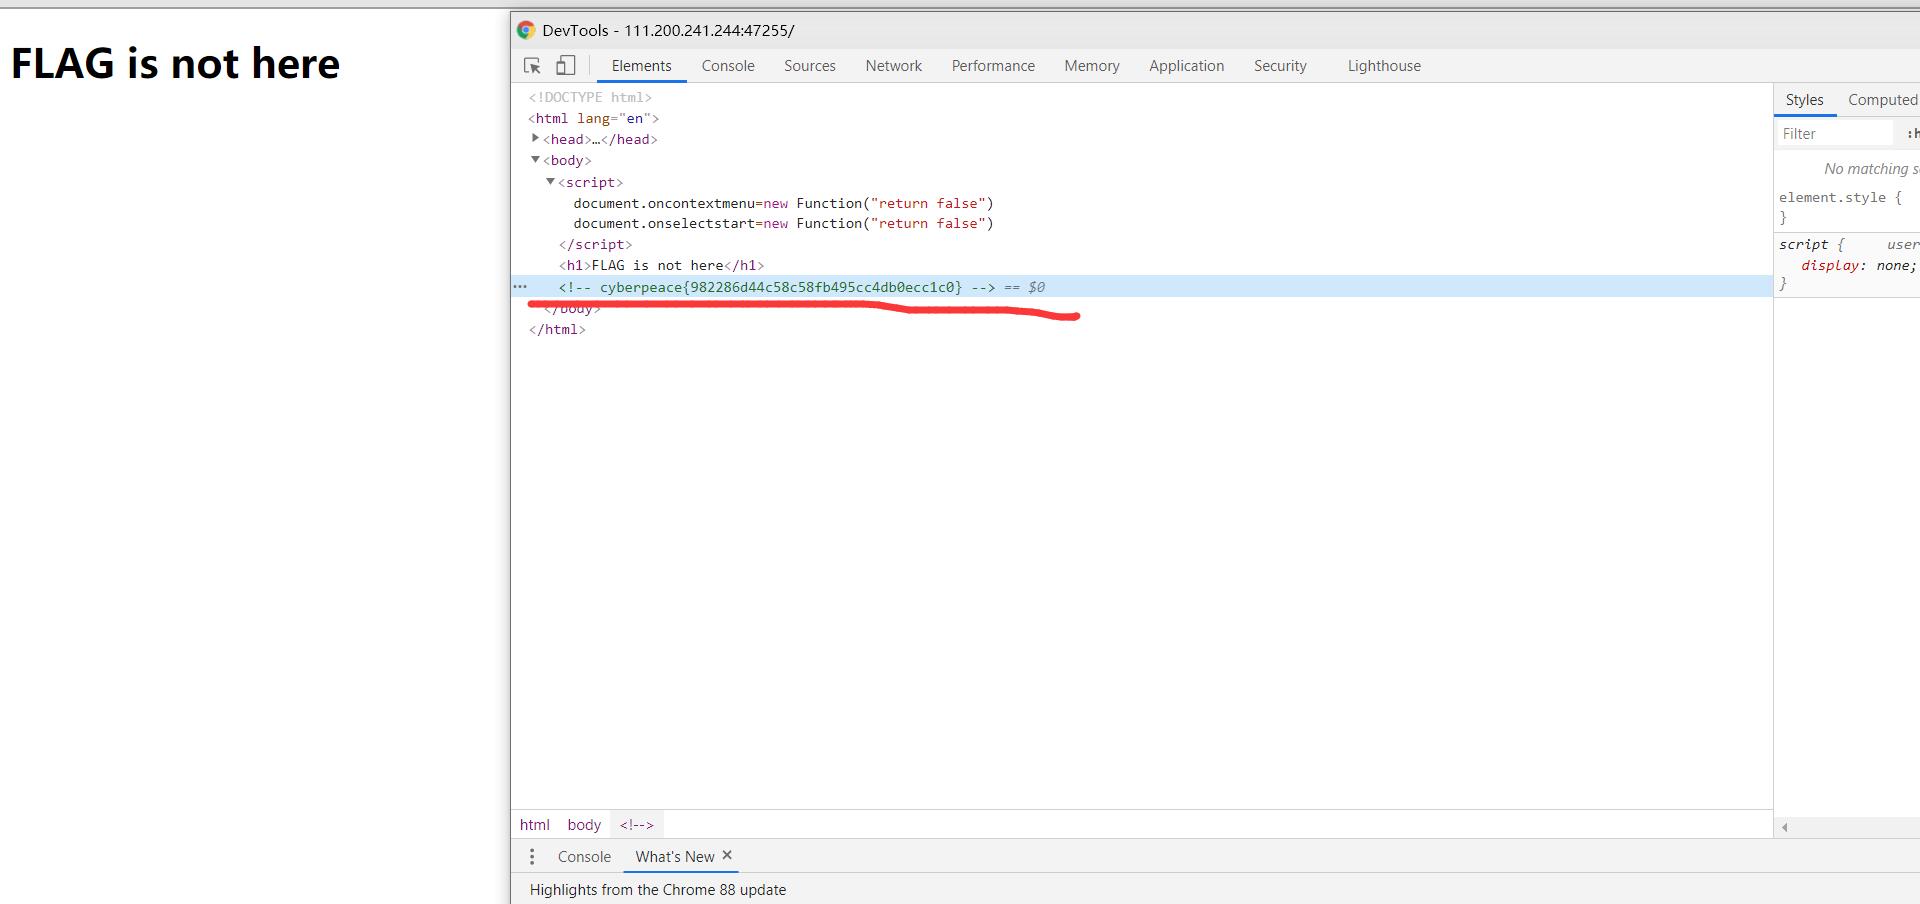 FLAG is not here
DevTools - 111.200.241.244:47255/
Elements Console Sources Network Performance Memory Application Security Lighthouse
<!DOCTYPE html>
<html lang="en">
<head>…</head>
<body>
<script>
document.oncontextmenu=new Function("return false")
document.onselectstart=new Function("return false")
</script>
<h1>FLAG is not here</h1>
<!-- cyberpeace{982286d44c58c58fb495cc4db0ecc1c0} --> == $0
</body>
</html>
Styles Computed
Filter :h
No matching se
element.style {
}
script { user
display: none;
}
html body <!-->
Console What's New ×
Highlights from the Chrome 88 update